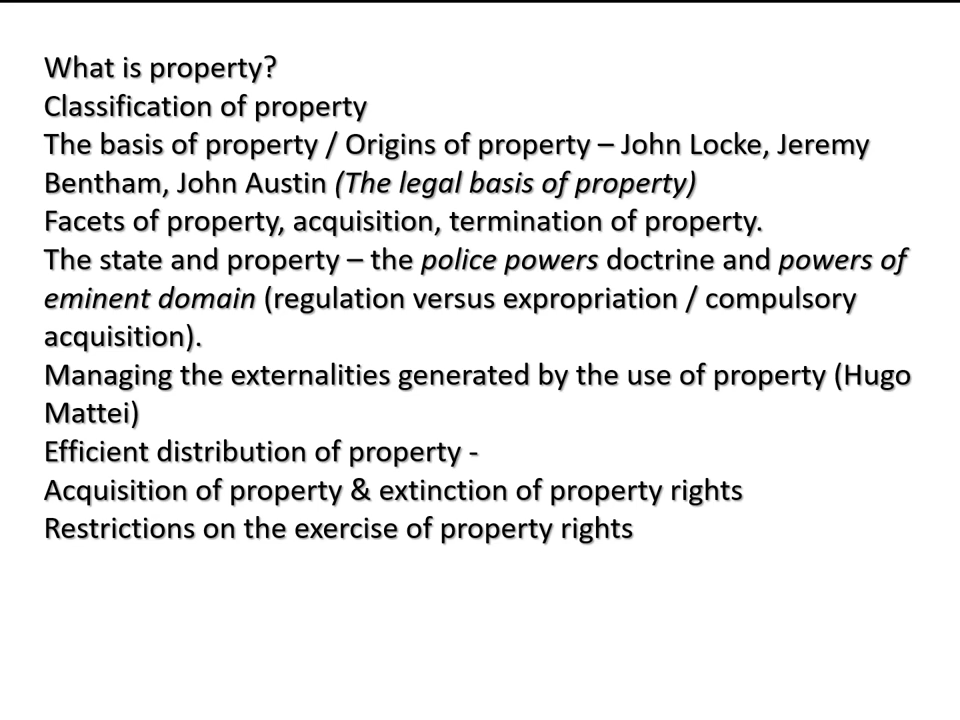 What is property?
Classification of property
The basis of property / Origins of property – John Locke, Jeremy
Bentham, John Austin (The legal basis of property)
Facets of property, acquisition, termination of property.
The state and property – the police powers doctrine and powers of
eminent domain (regulation versus expropriation / compulsory
acquisition).
Managing the externalities generated by the use of property (Hugo
Mattei)
Efficient distribution of property -
Acquisition of property & extinction of property rights
Restrictions on the exercise of property rights